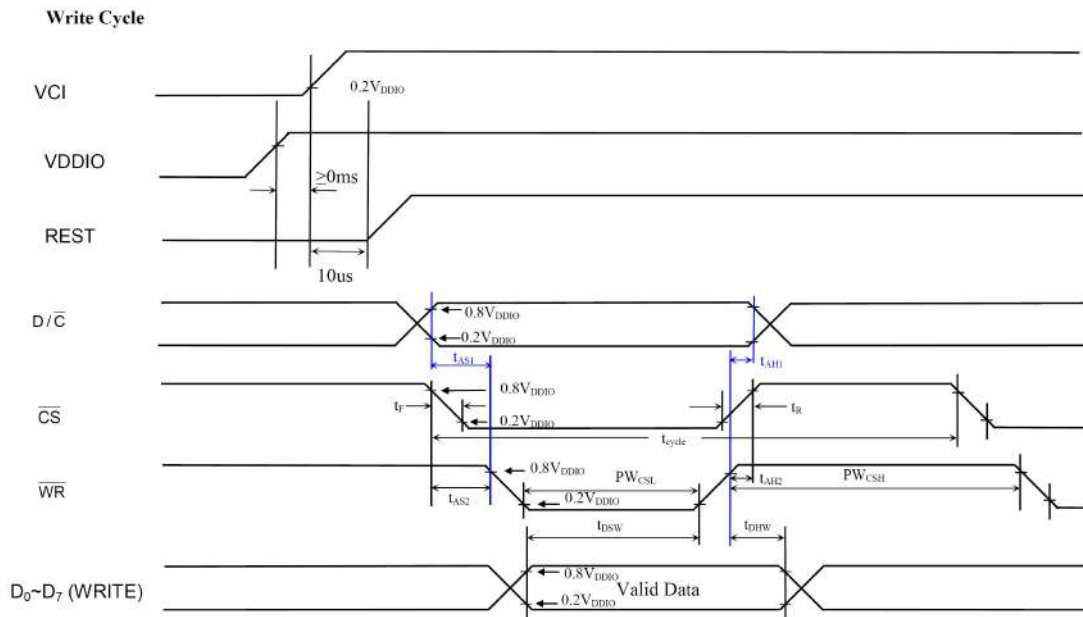 Write Cycle
VCI
0.2VDDIO
VDDIO
≥0ms
REST
10us
D / C̅
0.8VDDIO
0.2VDDIO
tAS1
tAH1
C̅S̅
tF
0.8VDDIO
0.2VDDIO
tR
tcycle
W̅R̅
0.8VDDIO
PWCSL
tAH2
PWCSH
tAS2
0.2VDDIO
tDSW
tDHW
D0~D7 (WRITE)
0.8VDDIO
Valid Data
0.2VDDIO